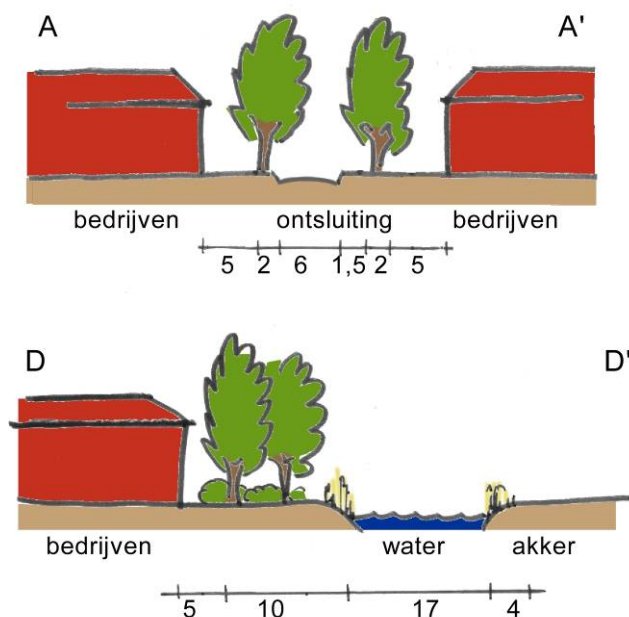 A A'
bedrijven ontsluiting bedrijven
5 2 6 1,5 2 5
D D'
bedrijven water akker
5 10 17 4